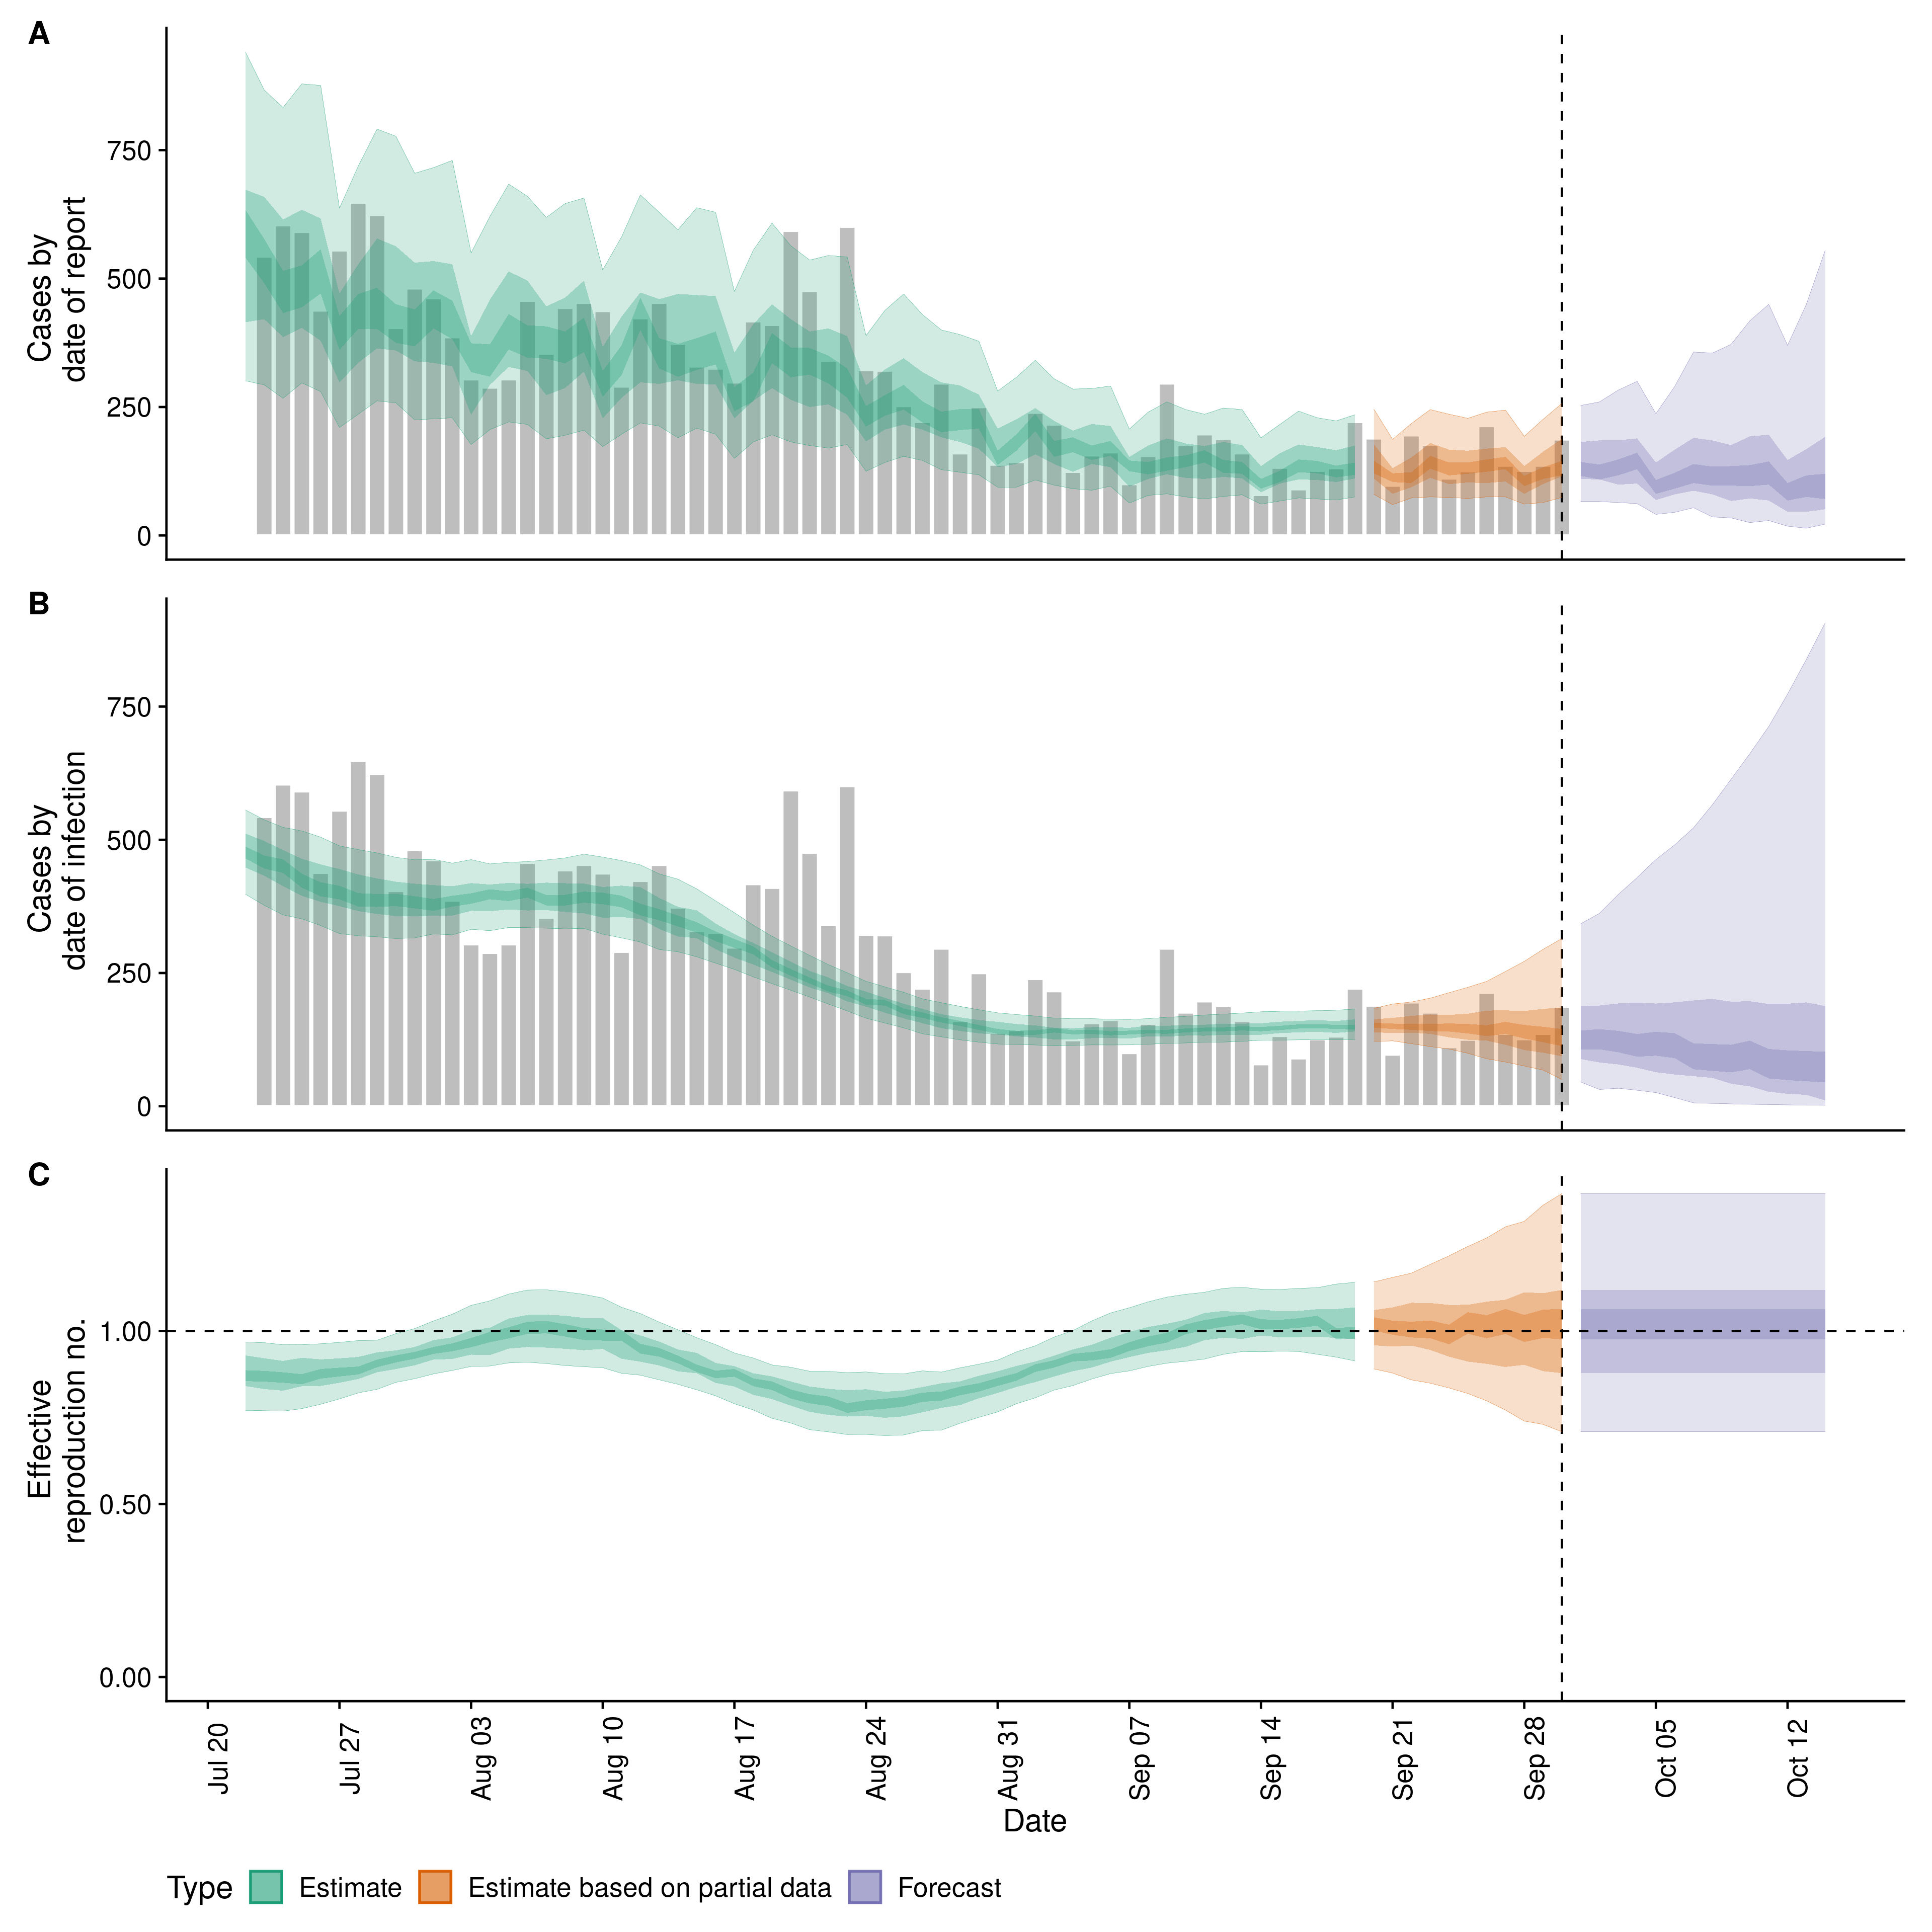 A
Cases by
date of report
750
500
250
0
B
Cases by
date of infection
750
500
250
0
C
Effective
reproduction no.
1.00
0.50
0.00
Jul 20
Jul 27
Aug 03
Aug 10
Aug 17
Aug 24
Aug 31
Sep 07
Sep 14
Sep 21
Sep 28
Oct 05
Oct 12
Date
Type Estimate Estimate based on partial data Forecast